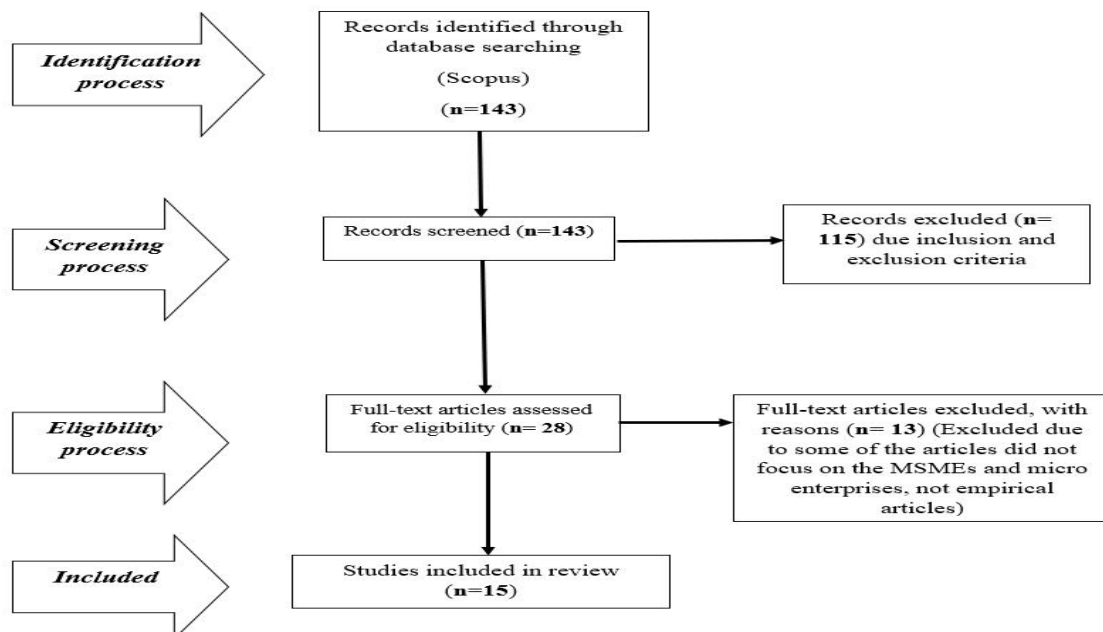 Identification
process
Records identified through
database searching
(Scopus)
(n=143)
Screening
process
Records screened (n=143)
Records excluded (n=
115) due inclusion and
exclusion criteria
Eligibility
process
Full-text articles assessed
for eligibility (n= 28)
Full-text articles excluded, with
reasons (n= 13) (Excluded due
to some of the articles did not
focus on the MSMEs and micro
enterprises, not empirical
articles)
Included
Studies included in review
(n=15)